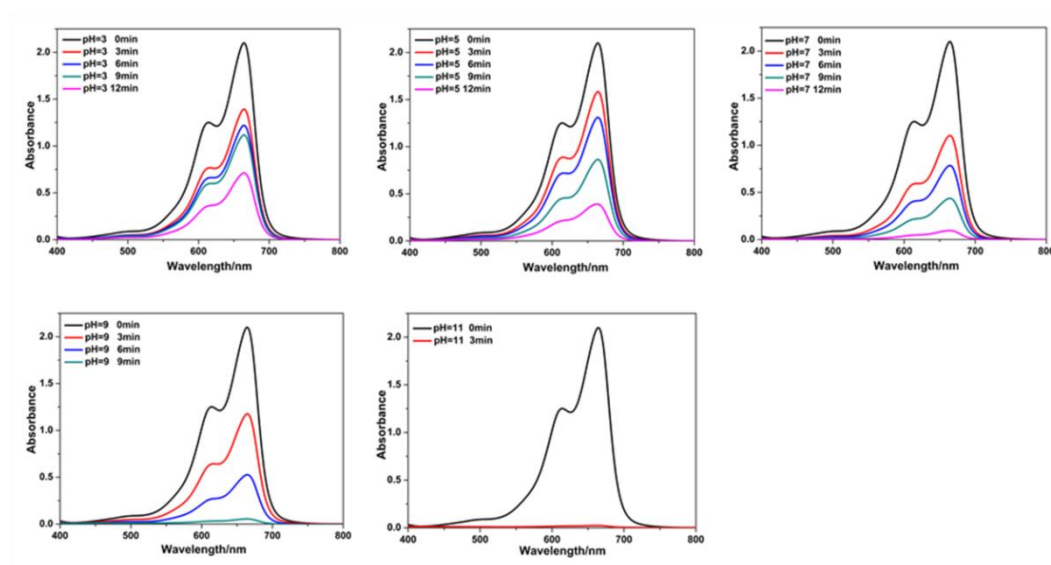 pH=3 0min
pH=3 3min
pH=3 6min
pH=3 9min
pH=3 12min
2.0
1.5
1.0
0.5
0.0
Absorbance
400 500 600 700 800
Wavelength/nm
pH=5 0min
pH=5 3min
pH=5 6min
pH=5 9min
pH=5 12min
2.0
1.5
1.0
0.5
0.0
Absorbance
400 500 600 700 800
Wavelength/nm
pH=7 0min
pH=7 3min
pH=7 6min
pH=7 9min
pH=7 12min
2.0
1.5
1.0
0.5
0.0
Absorbance
400 500 600 700 800
Wavelength/nm
pH=9 0min
pH=9 3min
pH=9 6min
pH=9 9min
2.0
1.5
1.0
0.5
0.0
Absorbance
400 500 600 700 800
Wavelength/nm
pH=11 0min
pH=11 3min
2.0
1.5
1.0
0.5
0.0
Absorbance
400 500 600 700 800
Wavelength/nm